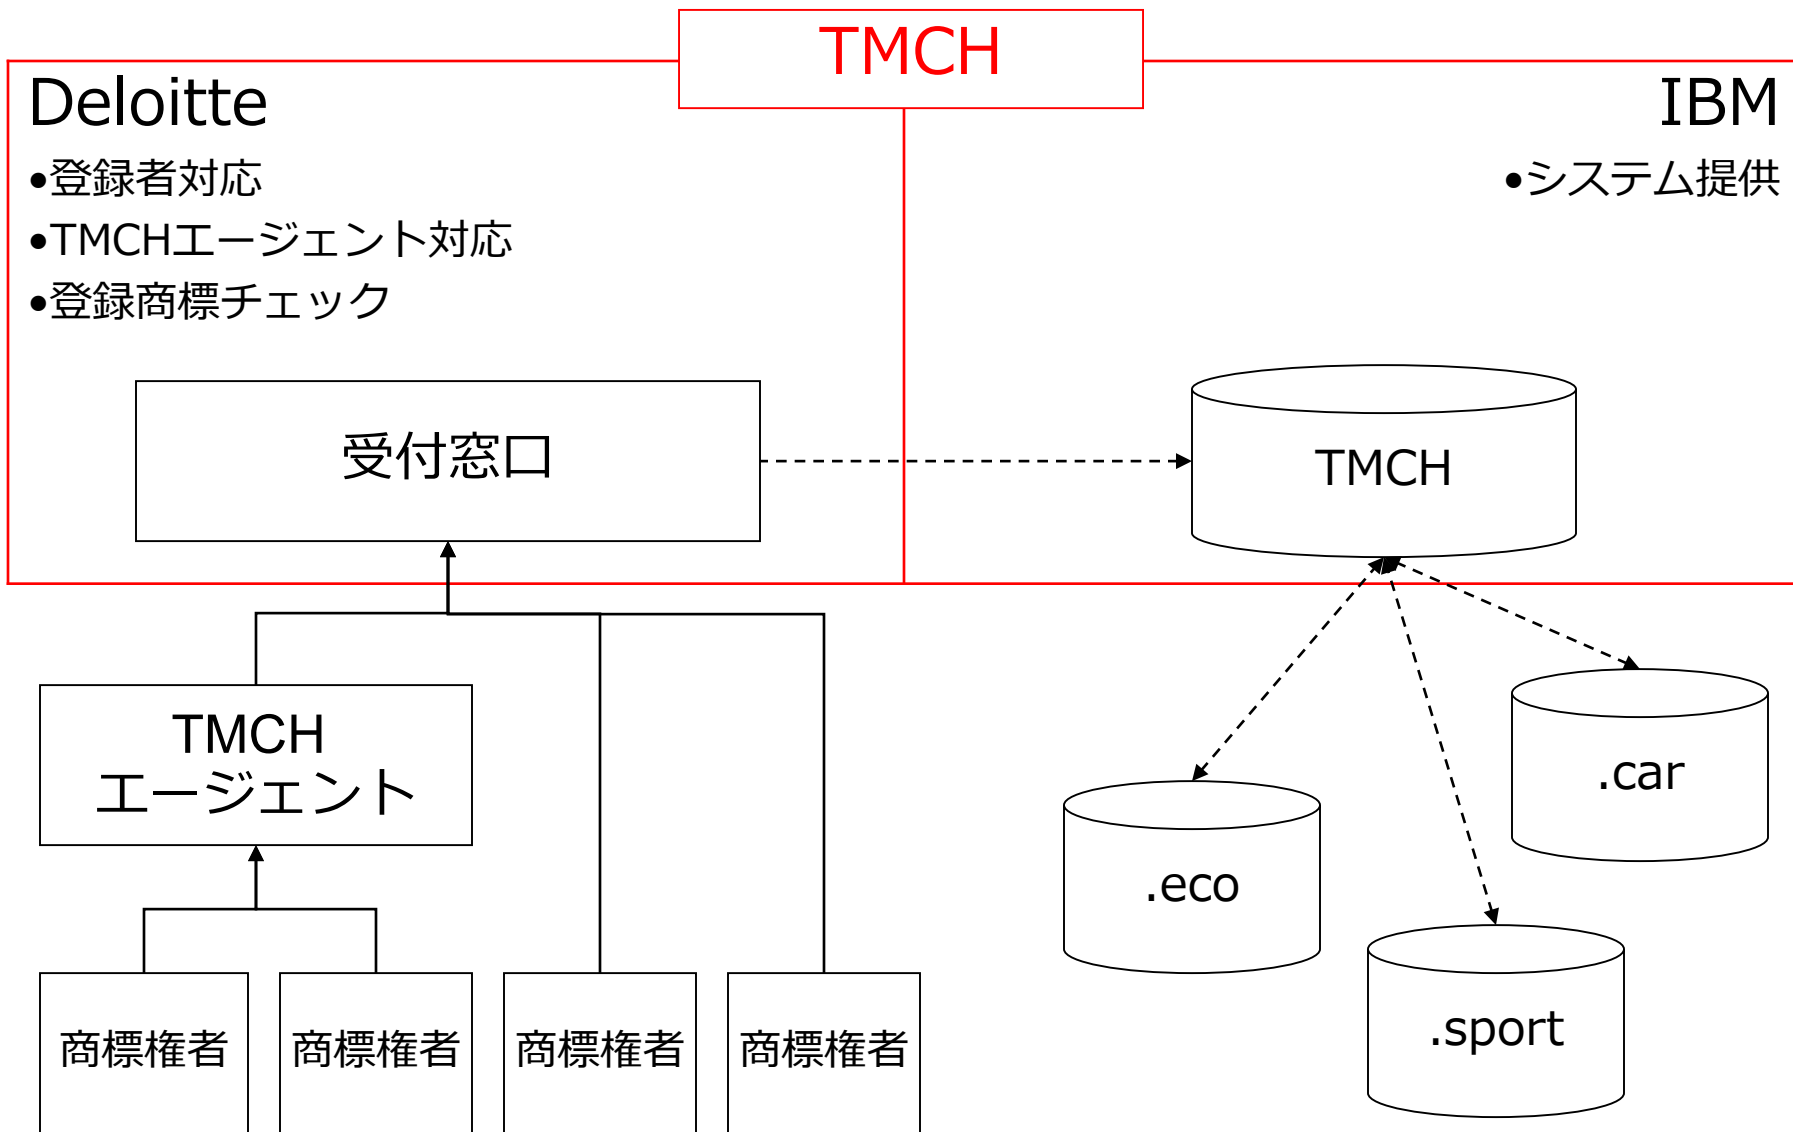 TMCH
Deloitte
•登録者対応
•TMCHエージェント対応
•登録商標チェック
IBM
•システム提供
受付窓口
TMCH
TMCH
エージェント
商標権者
商標権者
商標権者
商標権者
.eco
.sport
.car